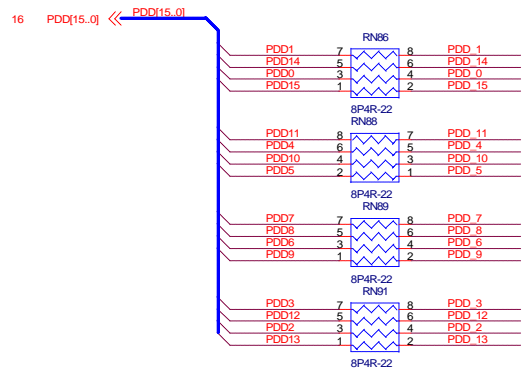 16 PDD[15..0] PDD[15..0]
RN86
PDD1 7 8 PDD_1
PDD14 5 6 PDD_14
PDD0 3 4 PDD_0
PDD15 1 2 PDD_15
8P4R-22
RN88
PDD11 8 7 PDD_11
PDD4 6 5 PDD_4
PDD10 4 3 PDD_10
PDD5 2 1 PDD_5
8P4R-22
RN89
PDD7 7 8 PDD_7
PDD8 5 6 PDD_8
PDD6 3 4 PDD_6
PDD9 1 2 PDD_9
8P4R-22
RN91
PDD3 7 8 PDD_3
PDD12 5 6 PDD_12
PDD2 3 4 PDD_2
PDD13 1 2 PDD_13
8P4R-22